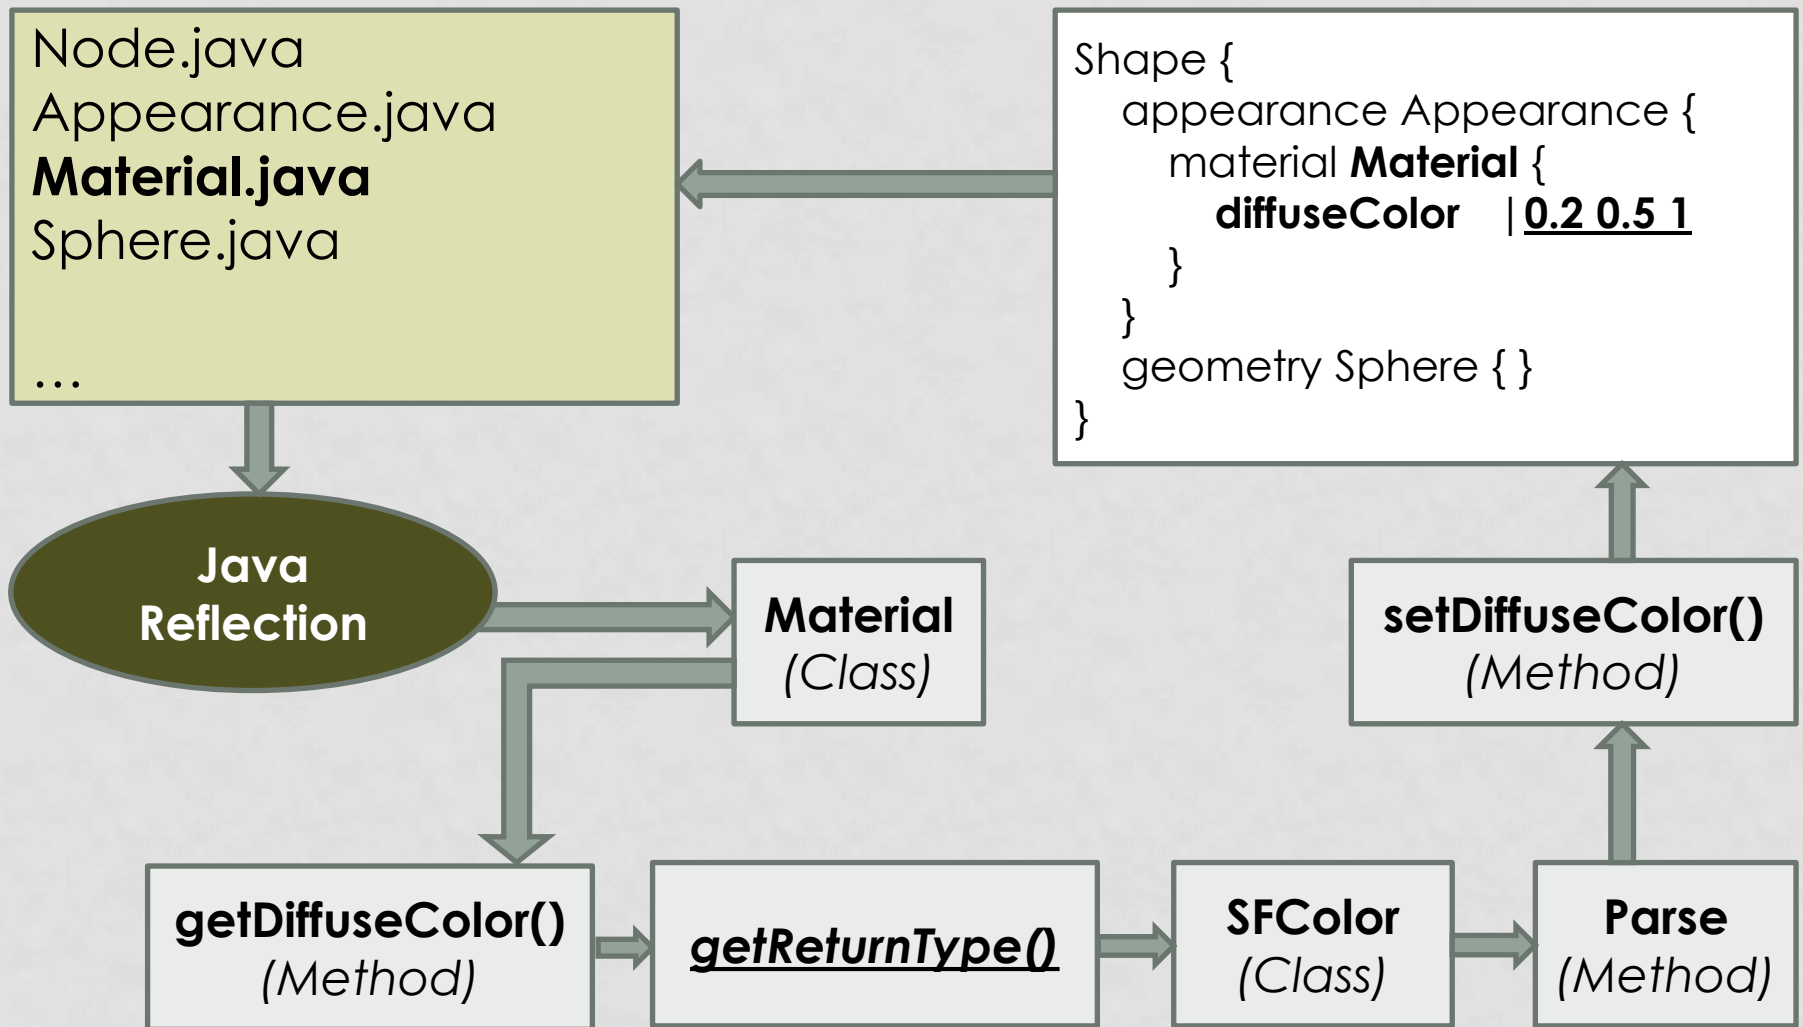 Node.java
Appearance.java
Material.java
Sphere.java
…
Shape {
appearance Appearance {
material Material {
diffuseColor |0.2 0.5 1
}
}
geometry Sphere { }
}
Java
Reflection
Material
(Class)
setDiffuseColor()
(Method)
getDiffuseColor()
(Method)
getReturnType()
SFColor
(Class)
Parse
(Method)